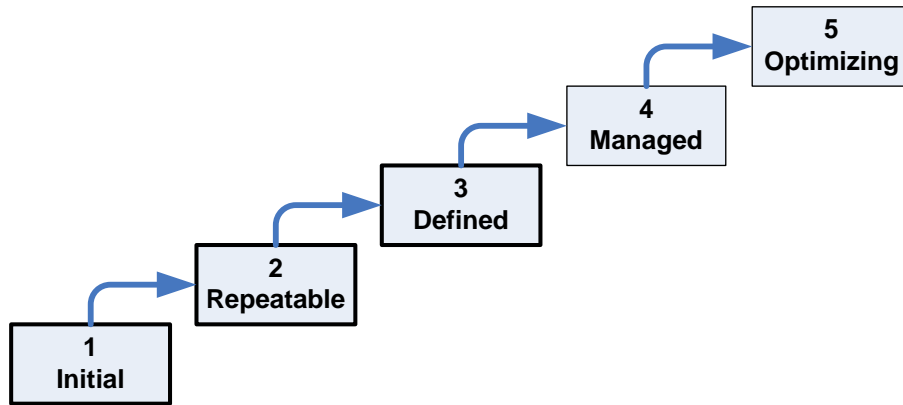 5
Optimizing
4
Managed
3
Defined
2
Repeatable
1
Initial